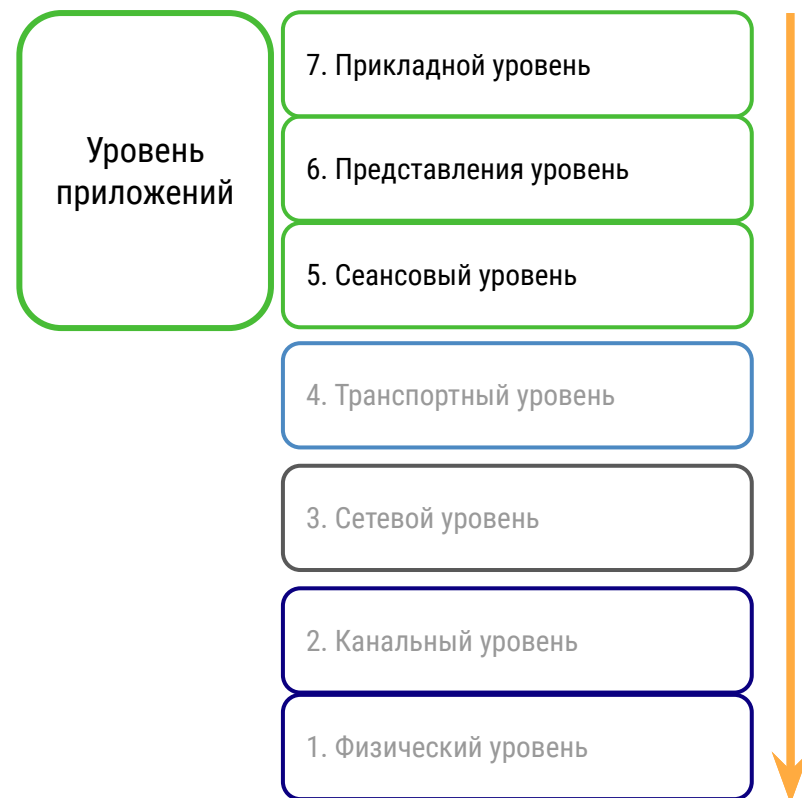 Уровень
приложений
7. Прикладной уровень
6. Представления уровень
5. Сеансовый уровень
4. Транспортный уровень
3. Сетевой уровень
2. Канальный уровень
1. Физический уровень